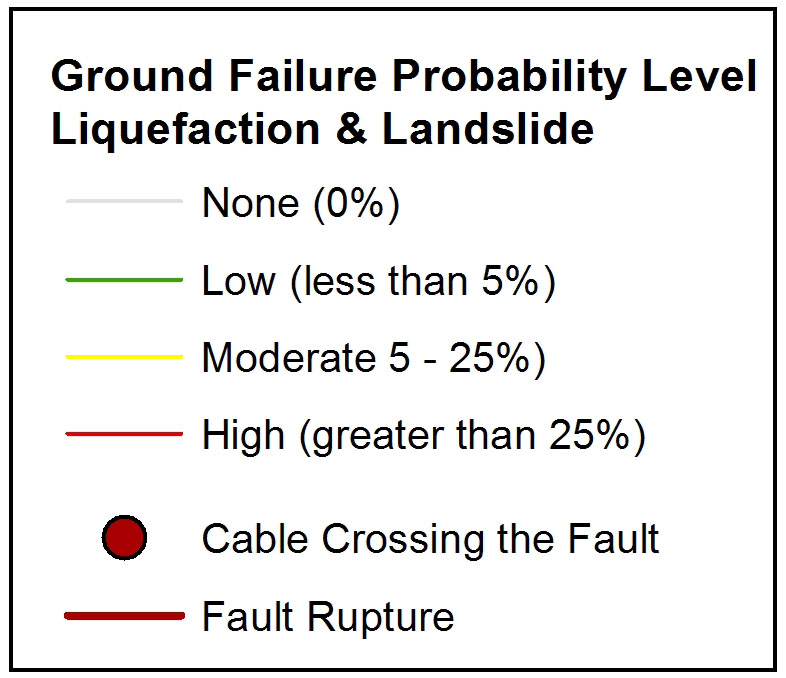 Ground Failure Probability Level
Liquefaction & Landslide
None (0%)
Low (less than 5%)
Moderate 5 - 25%)
High (greater than 25%)
Cable Crossing the Fault
Fault Rupture